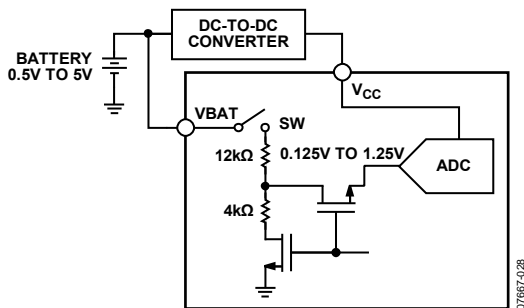 DC-TO-DC
CONVERTER
BATTERY
0.5V TO 5V
VCC
VBAT
SW
12kΩ
0.125V TO 1.25V
ADC
4kΩ
07667-028